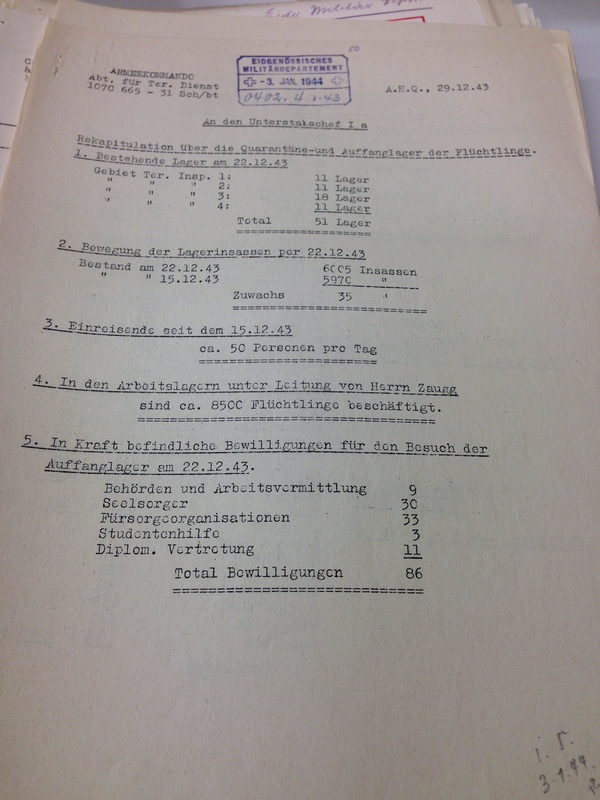 50
ARMEEKOMMANDO
Abt. für Ter. Dienst
1070 665 - 31 Sch/bt
EIDGENÖSSISCHES
MILITÄRDEPARTEMENT
-3. JAN. 1944
A.H.Q., 29.12.43
An den Unterstabschef I a
Rekapitulation über die Quarantäne-und Auffanglager der Flüchtlinge.
1. Bestehende Lager am 22.12.43
Gebiet Ter. Insp. 1: 11 Lager
" " " 2: 11 Lager
" " " 3: 18 Lager
" " " 4: 11 Lager
Total 51 Lager
2. Bewegung der Lagerinsassen per 22.12.43
Bestand am 22.12.43 6005 Insassen
" " 15.12.43 5970 "
Zuwachs 35 "
3. Einreisende seit dem 15.12.43
ca. 50 Personen pro Tag
4. In den Arbeitslagern unter Leitung von Herrn Zaugg
sind ca. 8500 Flüchtlinge beschäftigt.
5. In Kraft befindliche Bewilligungen für den Besuch der
Auffanglager am 22.12.43.
Behörden und Arbeitsvermittlung 9
Seelsorger 30
Fürsorgeorganisationen 33
Studentenhilfe 3
Diplom. Vertretung 11
Total Bewilligungen 86
3.1.44.